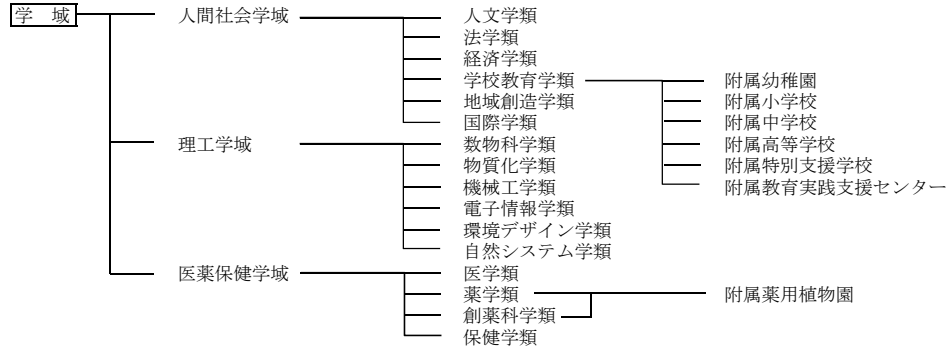 学 域 人間社会学域 人文学類
法学類
経済学類
学校教育学類 附属幼稚園
地域創造学類 附属小学校
国際学類 附属中学校
理工学域 数物科学類 附属高等学校
物質化学類 附属特別支援学校
機械工学類 附属教育実践支援センター
電子情報学類
環境デザイン学類
自然システム学類
医薬保健学域 医学類
薬学類 附属薬用植物園
創薬科学類
保健学類